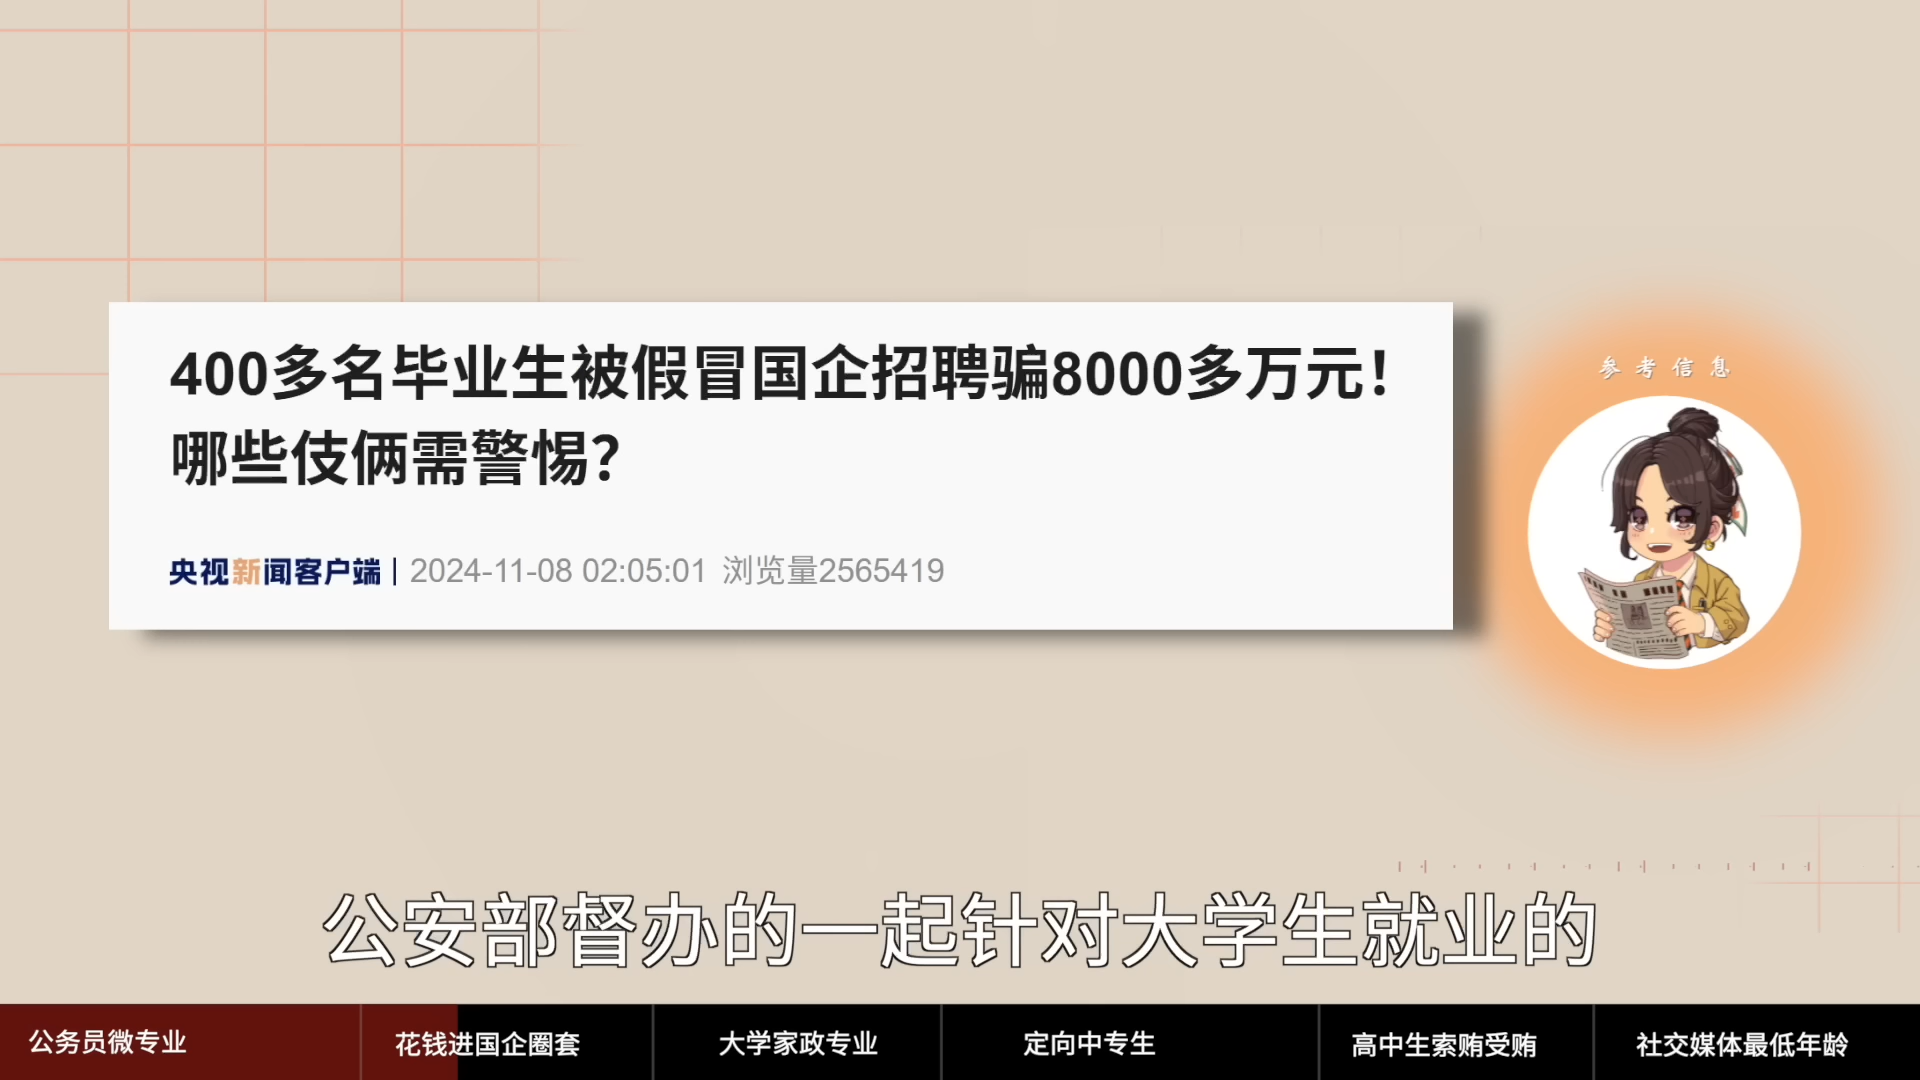 400多名毕业生被假冒国企招聘骗8000多万元！
哪些伎俩需警惕？
央视新闻客户端 | 2024-11-08 02:05:01 浏览量2565419
参考信息
公安部督办的一起针对大学生就业的
公务员微专业 花钱进国企圈套 大学家政专业 定向中专生 高中生索贿受贿 社交媒体最低年龄